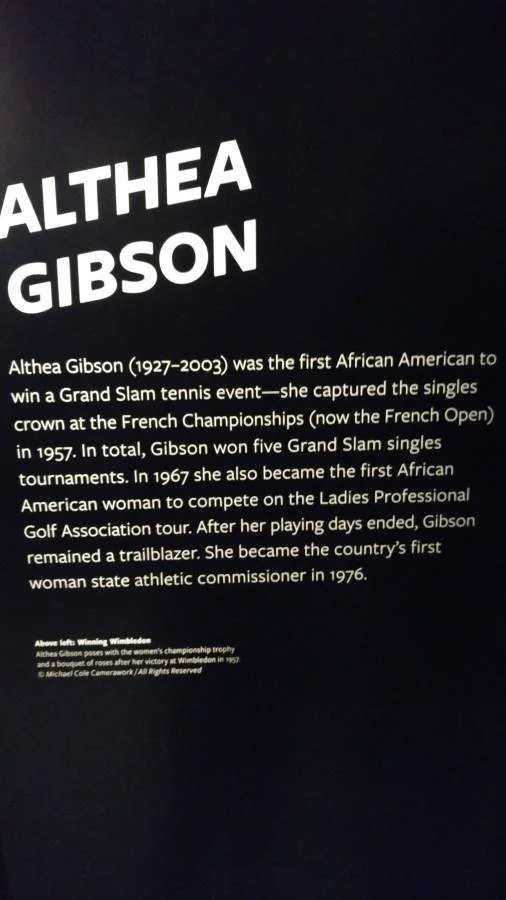 ALTHEA
GIBSON
Althea Gibson (1927–2003) was the first African American to
win a Grand Slam tennis event—she captured the singles
crown at the French Championships (now the French Open)
in 1957. In total, Gibson won five Grand Slam singles
tournaments. In 1967 she also became the first African
American woman to compete on the Ladies Professional
Golf Association tour. After her playing days ended, Gibson
remained a trailblazer. She became the country's first
woman state athletic commissioner in 1976.
Above left: Winning Wimbledon
Althea Gibson poses with the women's championship trophy
and a bouquet of roses after her victory at Wimbledon in 1957.
© Michael Cole Camerawork / All Rights Reserved